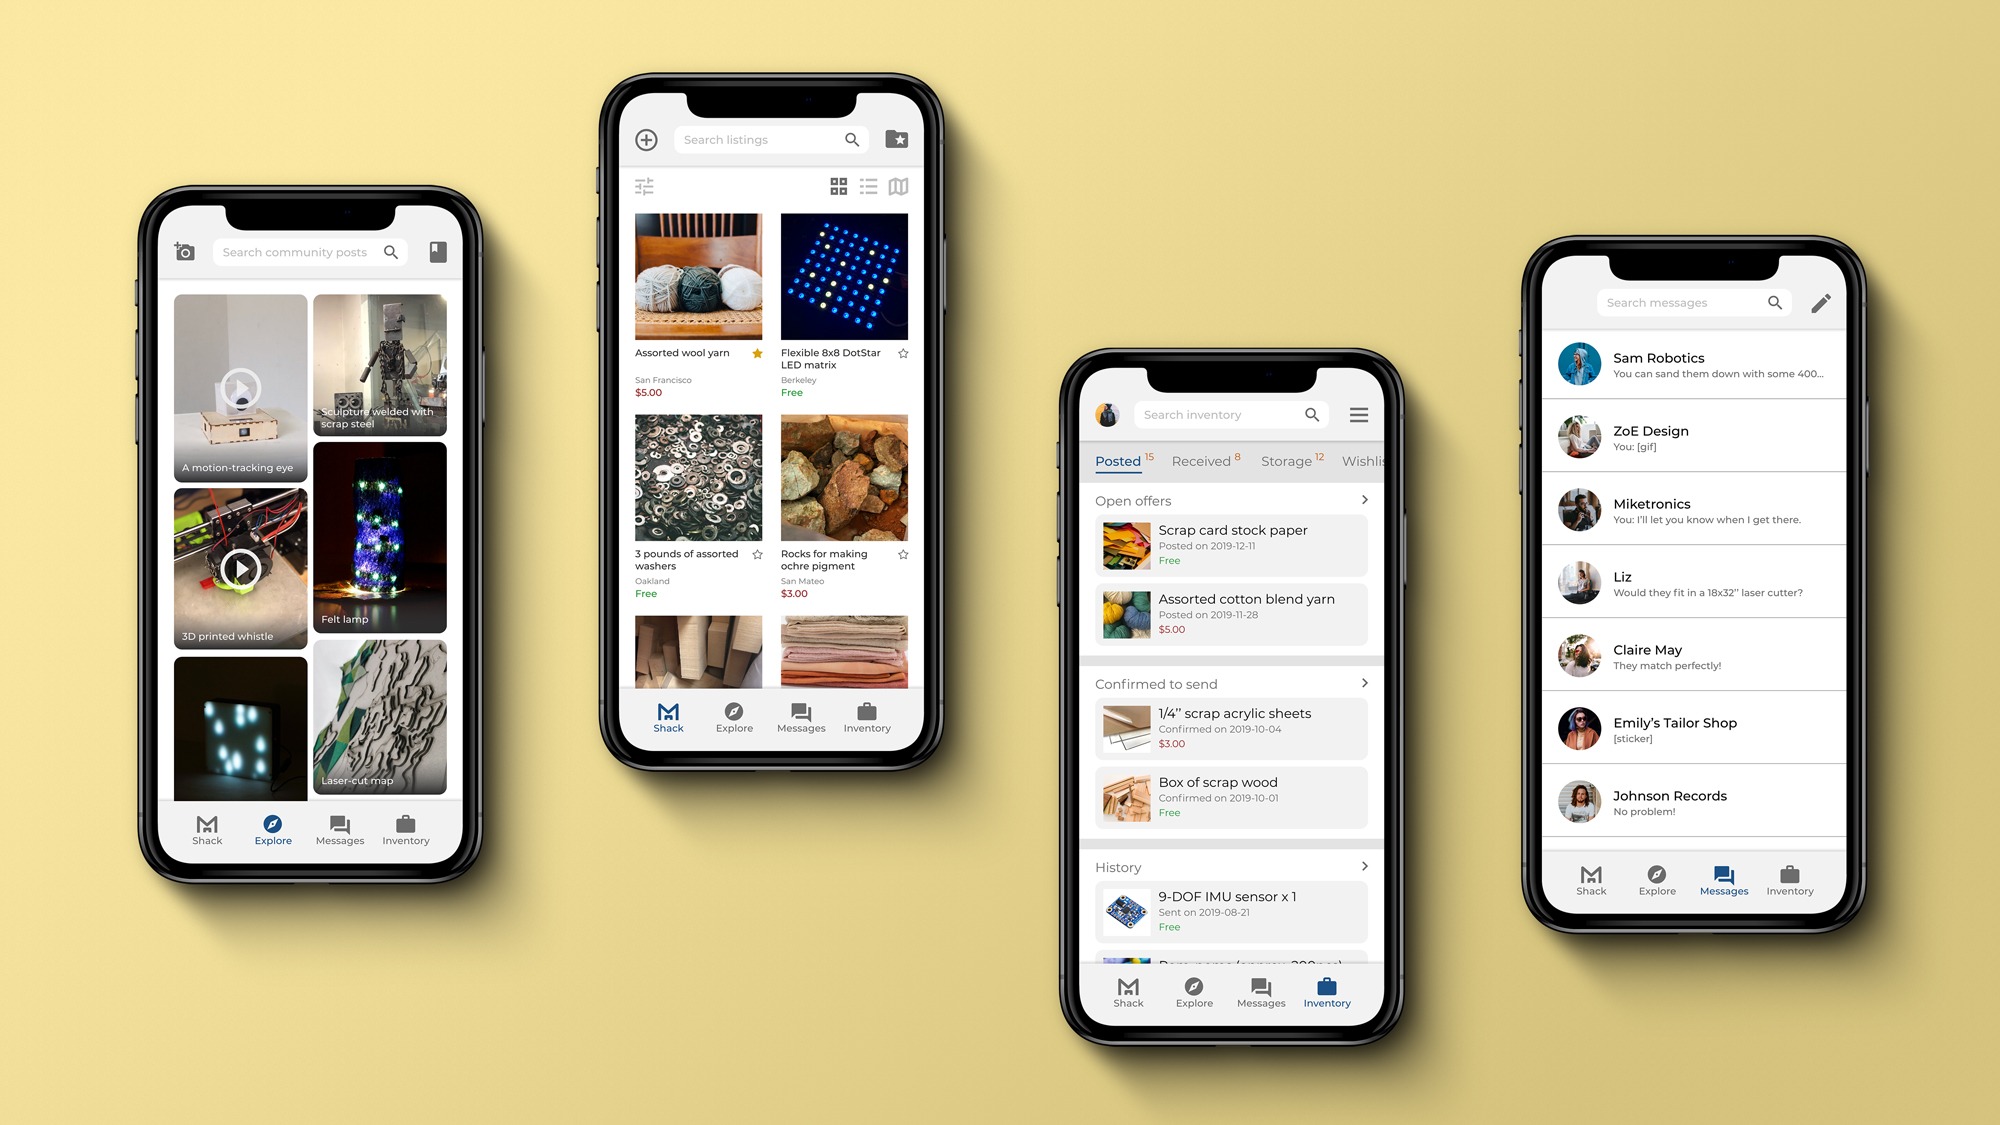 Search community posts
A motion-tracking eye
Sculpture welded with
scrap steel
3D printed whistle
Felt lamp
Laser-cut map
Shack
Explore
Messages
Inventory
Search listings
Assorted wool yarn
San Francisco
$5.00
Flexible 8x8 DotStar
LED matrix
Berkeley
Free
3 pounds of assorted
washers
Oakland
Free
Rocks for making
ochre pigment
San Mateo
$3.00
Shack
Explore
Messages
Inventory
Search inventory
Posted 15
Received 8
Storage 12
Wishlis
Open offers
Scrap card stock paper
Posted on 2019-12-11
Free
Assorted cotton blend yarn
Posted on 2019-11-28
$5.00
Confirmed to send
1/4’’ scrap acrylic sheets
Confirmed on 2019-10-04
$3.00
Box of scrap wood
Confirmed on 2019-10-01
Free
History
9-DOF IMU sensor x 1
Sent on 2019-08-21
Free
Shack
Explore
Messages
Inventory
Search messages
Sam Robotics
You can sand them down with some 400...
ZoE Design
You: [gif]
Miketronics
You: I’ll let you know when I get there.
Liz
Would they fit in a 18x32’’ laser cutter?
Claire May
They match perfectly!
Emily’s Tailor Shop
[sticker]
Johnson Records
No problem!
Shack
Explore
Messages
Inventory